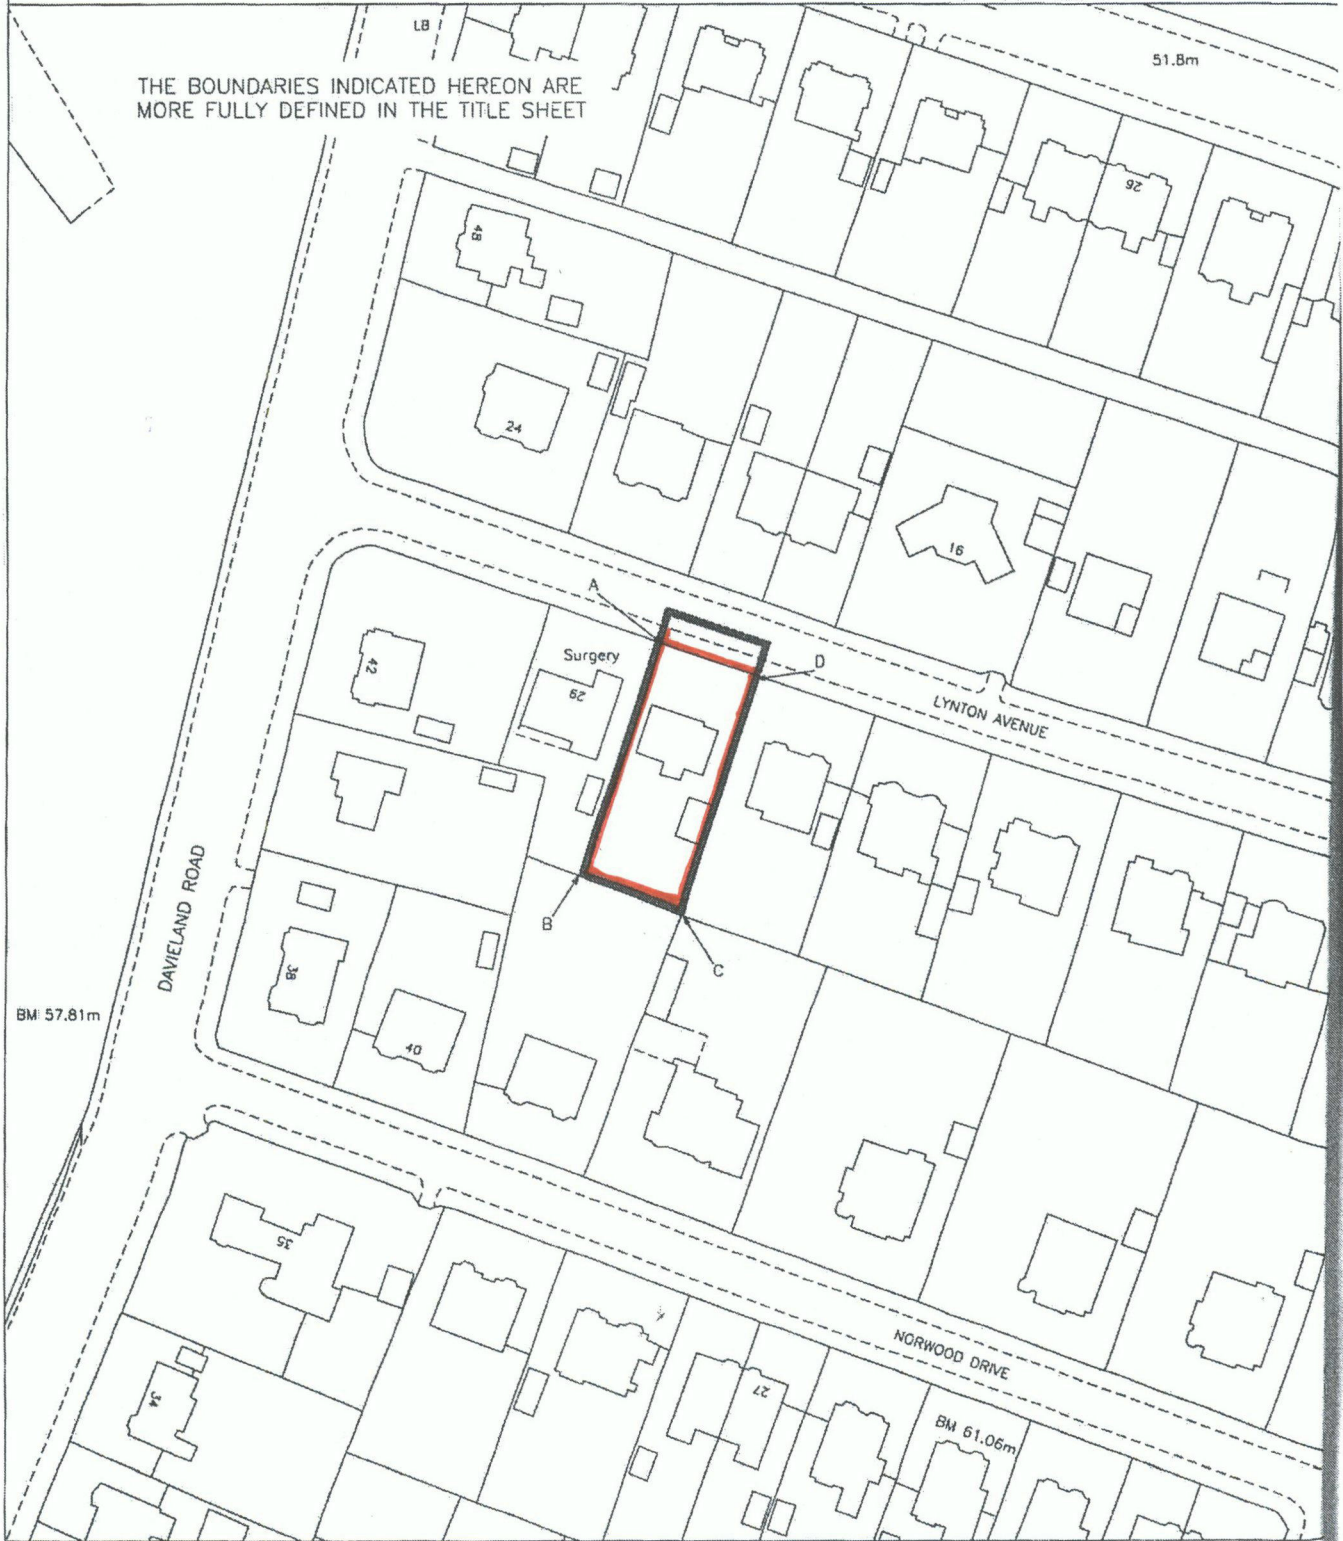 LB
51.8m
THE BOUNDARIES INDICATED HEREON ARE
MORE FULLY DEFINED IN THE TITLE SHEET
26
48
24
16
A
Surgery
D
29
42
LYNTON AVENUE
DAVIELAND ROAD
B
C
38
BM 57.81m
40
35
NORWOOD DRIVE
27
34
BM 61.06m